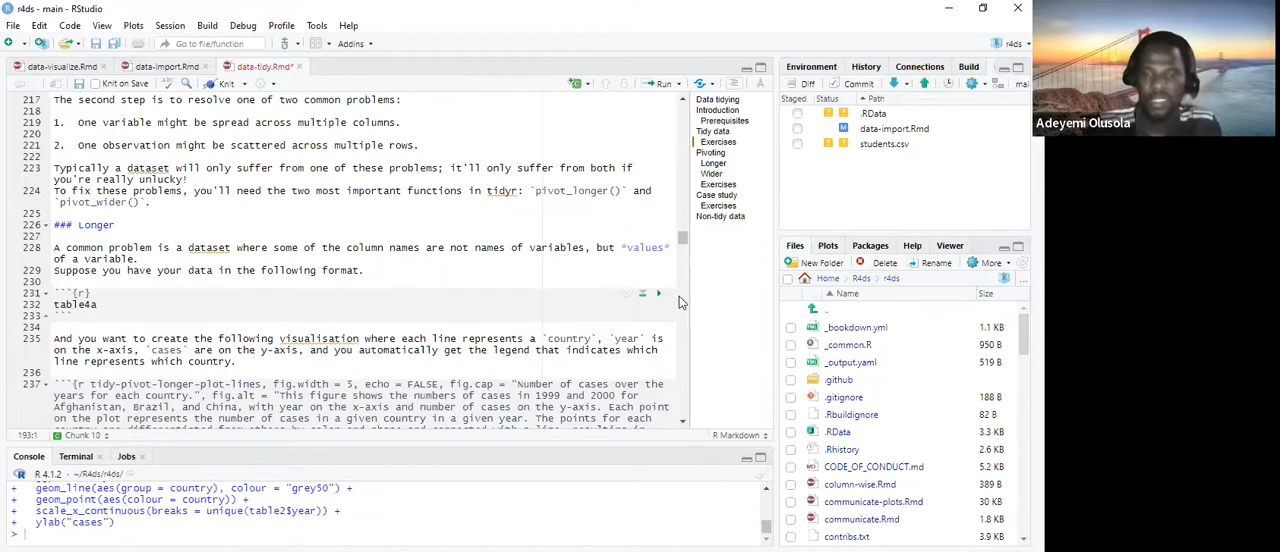 r4ds - main - RStudio
File Edit Code View Plots Session Build Debug Profile Tools Help
Go to file/function Addins r4ds
data-visualize.Rmd data-import.Rmd data-tidy.Rmd*
Knit on Save Knit Run
217 The second step is to resolve one of two common problems:
218
219 1. One variable might be spread across multiple columns.
220
221 2. One observation might be scattered across multiple rows.
222
223 Typically a dataset will only suffer from one of these problems; it'll only suffer from both if
you're really unlucky!
224 To fix these problems, you'll need the two most important functions in tidyr: `pivot_longer()` and
`pivot_wider()`.
225
226 ### Longer
227
228 A common problem is a dataset where some of the column names are not names of variables, but *values*
of a variable.
229 Suppose you have your data in the following format.
230
231 ```{r}
232 table4a
233 ```
234
235 And you want to create the following visualisation where each line represents a `country`, `year` is
on the x-axis, `cases` are on the y-axis, and you automatically get the legend that indicates which
line represents which country.
236
237 ```{r tidy-pivot-longer-plot-lines, fig.width = 5, echo = FALSE, fig.cap = "Number of cases over the
years for each country.", fig.alt = "This figure shows the numbers of cases in 1999 and 2000 for
Afghanistan, Brazil, and China, with year on the x-axis and number of cases on the y-axis. Each point
on the plot represents the number of cases in a given country in a given year. The points for each
193:1 Chunk 10 R Markdown
Data tidying
Introduction
Prerequisites
Tidy data
Exercises
Pivoting
Longer
Wider
Exercises
Case study
Exercises
Non-tidy data
Console Terminal Jobs
R 4.1.2 · ~/R4ds/r4ds/
+ geom_line(aes(group = country), colour = "grey50") +
+ geom_point(aes(colour = country)) +
+ scale_x_continuous(breaks = unique(table2$year)) +
+ ylab("cases")
>
Environment History Connections Build
Diff Commit mai
Staged Status Path
? ? .RData
M data-import.Rmd
? ? students.csv
Files Plots Packages Help Viewer
New Folder Delete Rename More
Home R4ds r4ds ...
Name Size
..
_bookdown.yml 1.1 KB
_common.R 950 B
_output.yaml 519 B
.github
.gitignore 188 B
.Rbuildignore 82 B
.RData 3.3 KB
.Rhistory 2.6 KB
CODE_OF_CONDUCT.md 5.2 KB
column-wise.Rmd 389 B
communicate-plots.Rmd 30 KB
communicate.Rmd 1.8 KB
contribs.txt 3.9 KB
Adeyemi Olusola